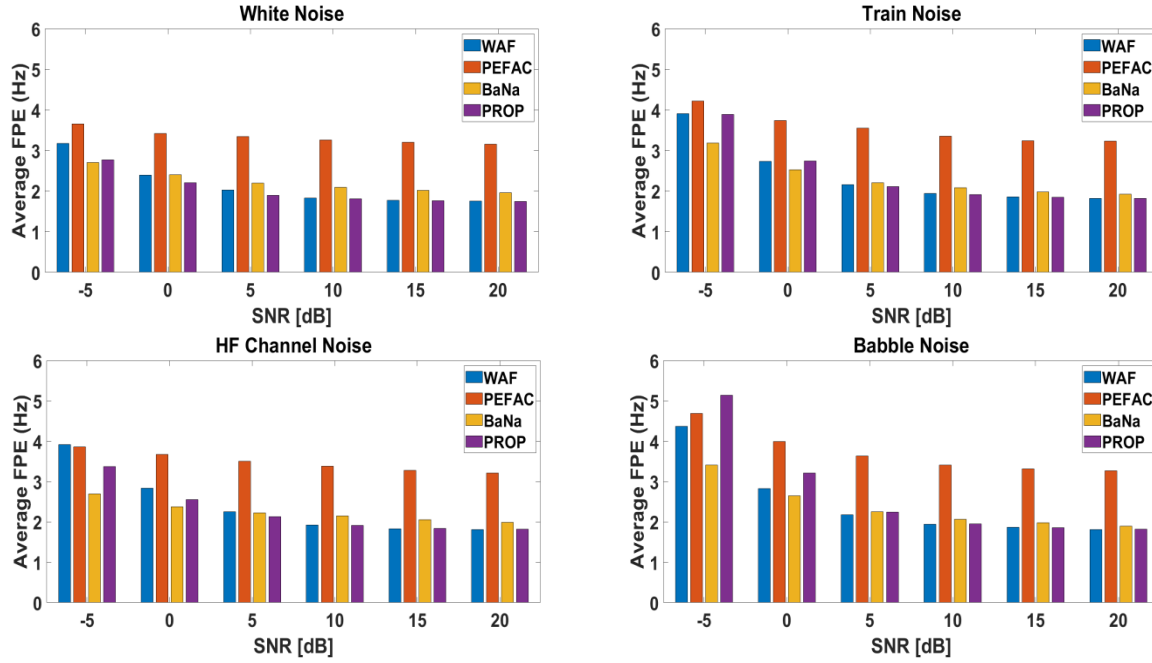 White Noise
Average FPE (Hz)
6
5
4
3
2
1
0
WAF
PEFAC
BaNa
PROP
-5 0 5 10 15 20
SNR [dB]
Train Noise
Average FPE (Hz)
6
5
4
3
2
1
0
WAF
PEFAC
BaNa
PROP
-5 0 5 10 15 20
SNR [dB]
HF Channel Noise
Average FPE (Hz)
6
5
4
3
2
1
0
WAF
PEFAC
BaNa
PROP
-5 0 5 10 15 20
SNR [dB]
Babble Noise
Average FPE (Hz)
6
5
4
3
2
1
0
WAF
PEFAC
BaNa
PROP
-5 0 5 10 15 20
SNR [dB]